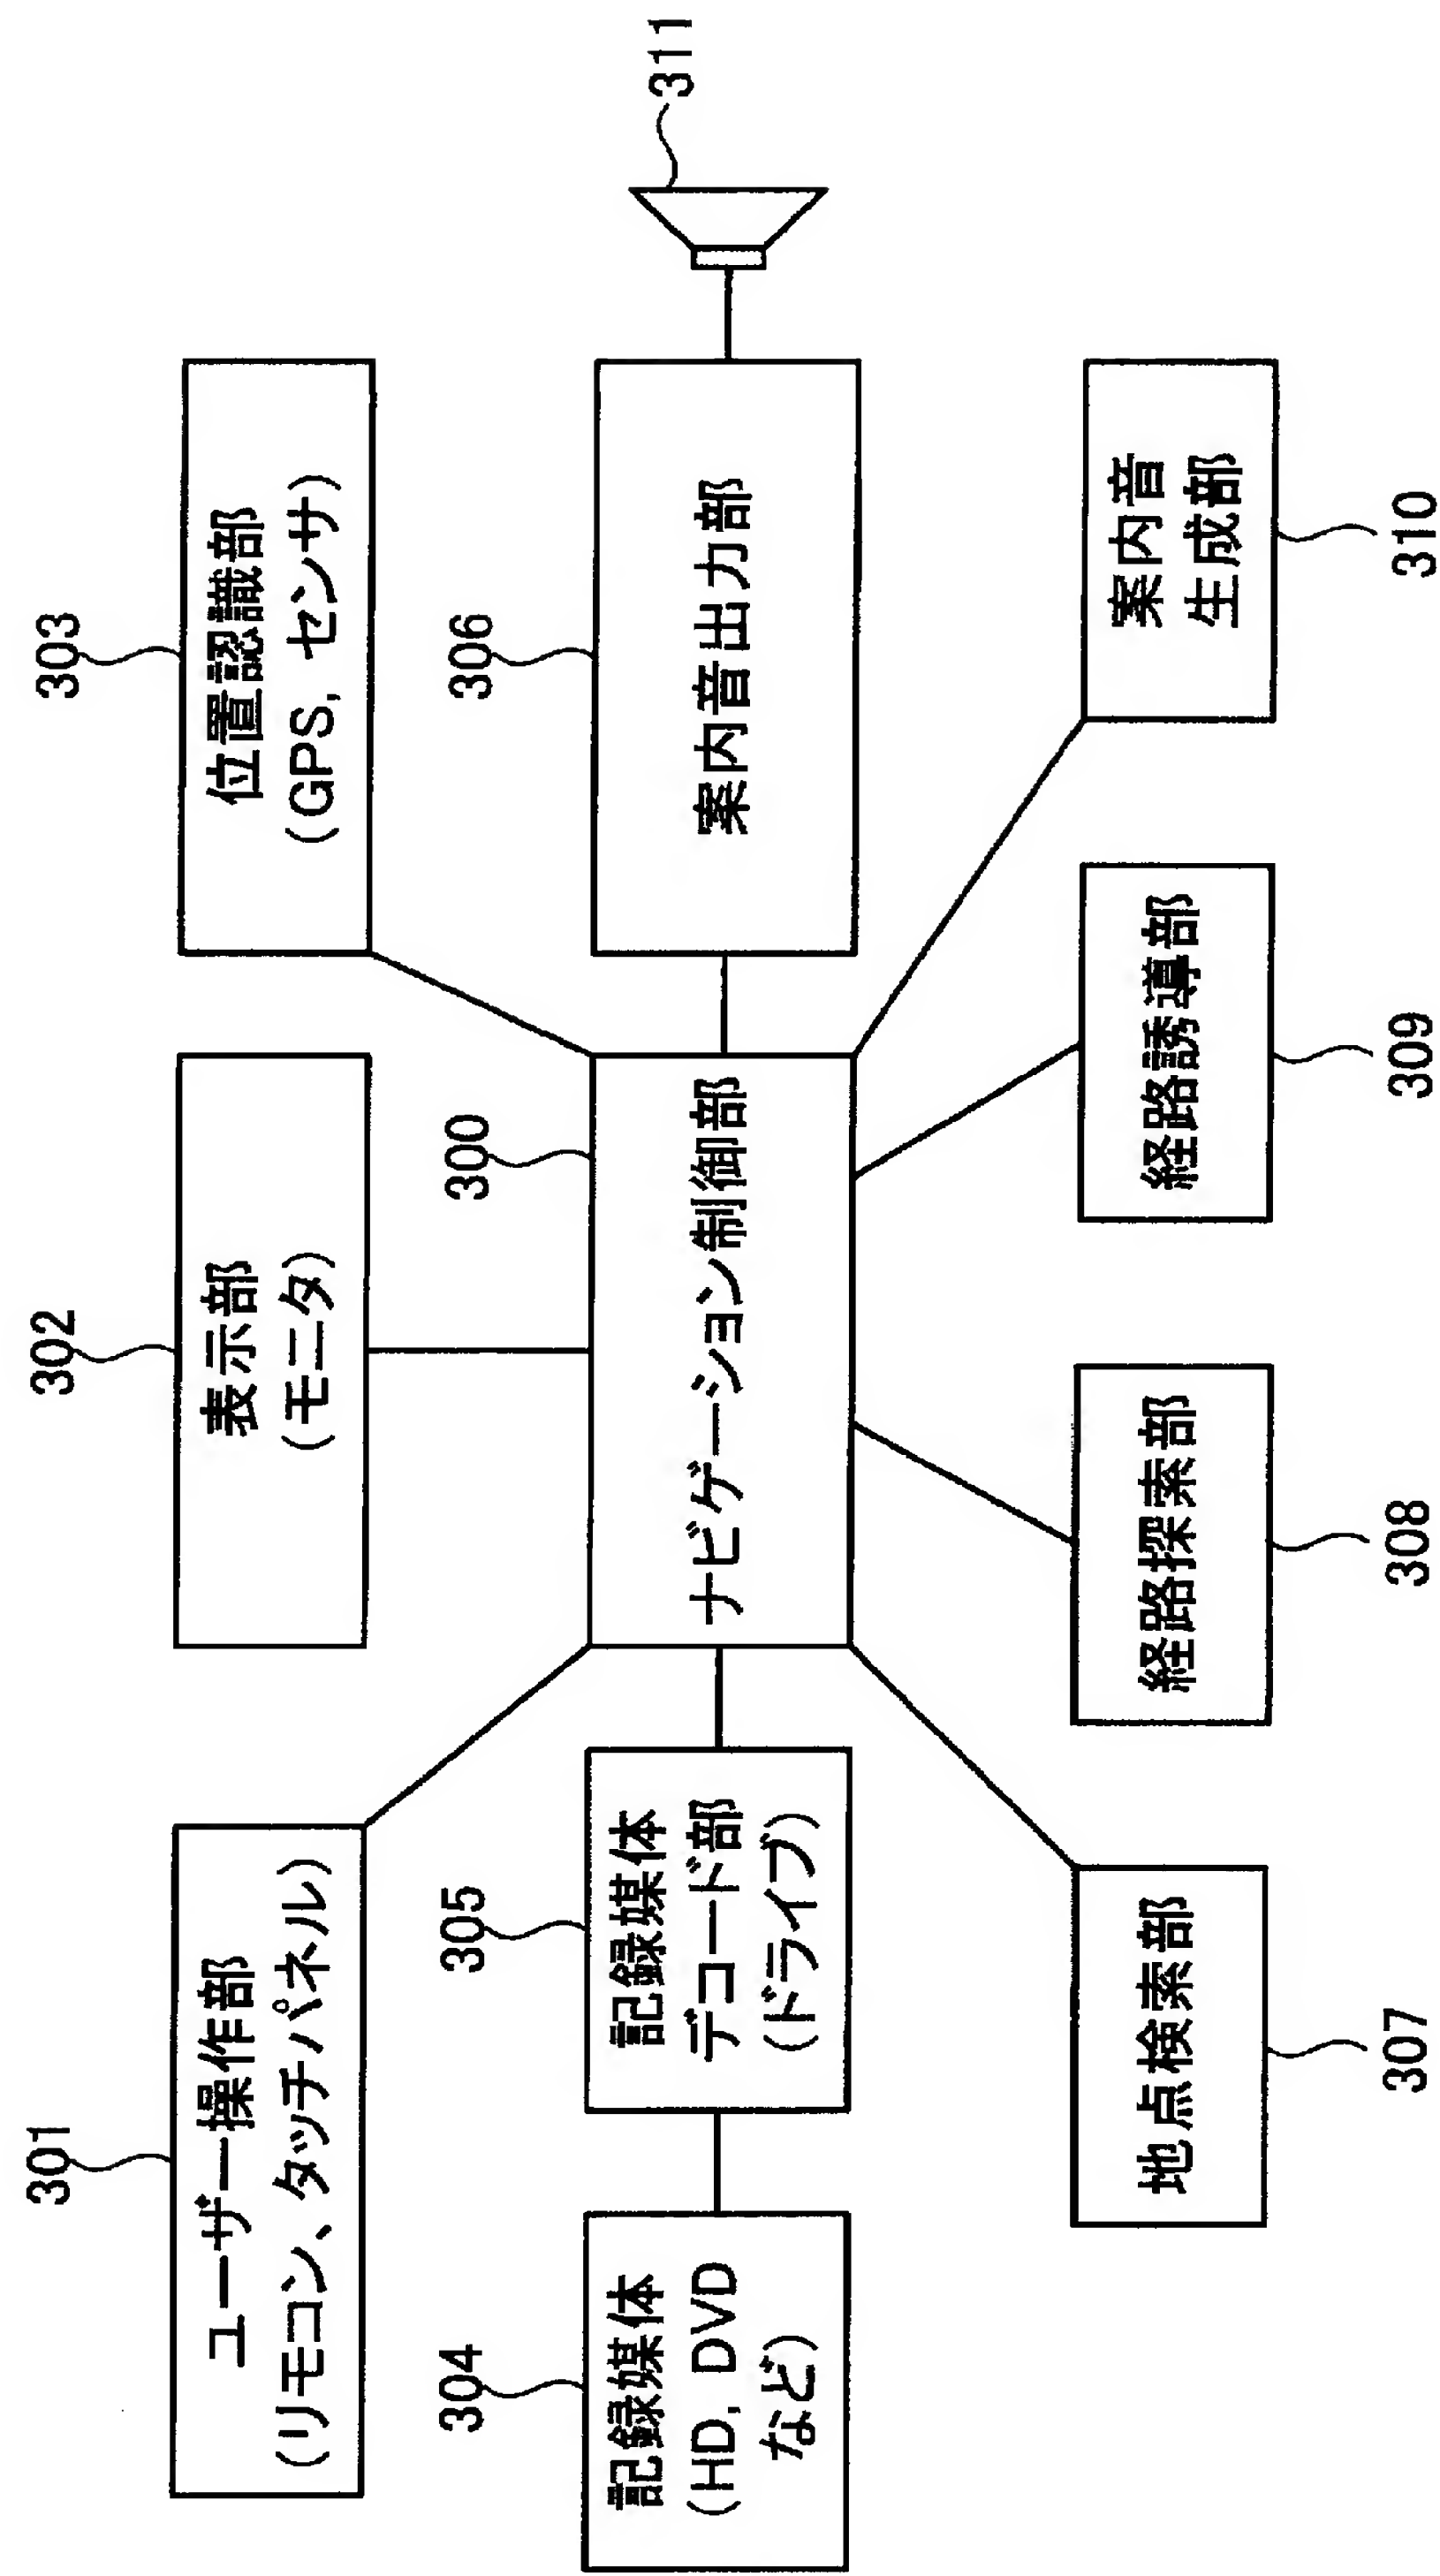 301
ユーザー操作部
(リモコン、タッチパネル)
302
表示部
(モニタ)
303
位置認識部
(GPS, センサ)
304
記録媒体
(HD, DVD
など)
305
記録媒体
デコード部
(ドライブ)
300
ナビゲーション制御部
306
案内音出力部
311
地点検索部
307
経路探索部
308
経路誘導部
309
案内音
生成部
310